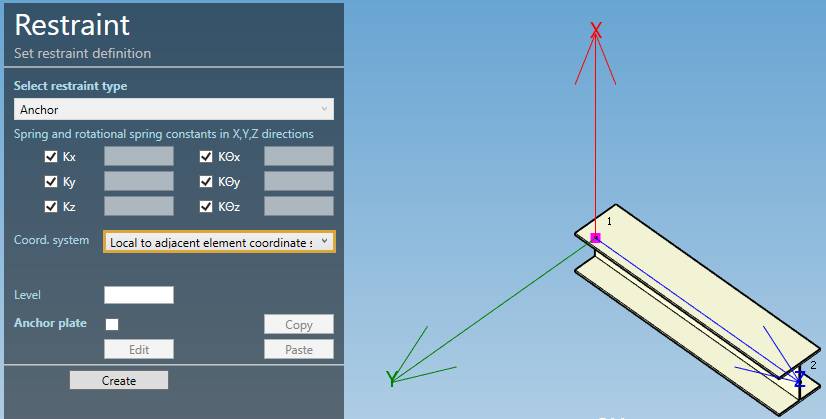 Restraint
Set restraint definition
Select restraint type
Anchor
Spring and rotational spring constants in X,Y,Z directions
Kx KΘx
Ky KΘy
Kz KΘz
Coord. system Local to adjacent element coordinate
Level
Anchor plate Copy
Edit Paste
Create
X
1
Y
2
Z